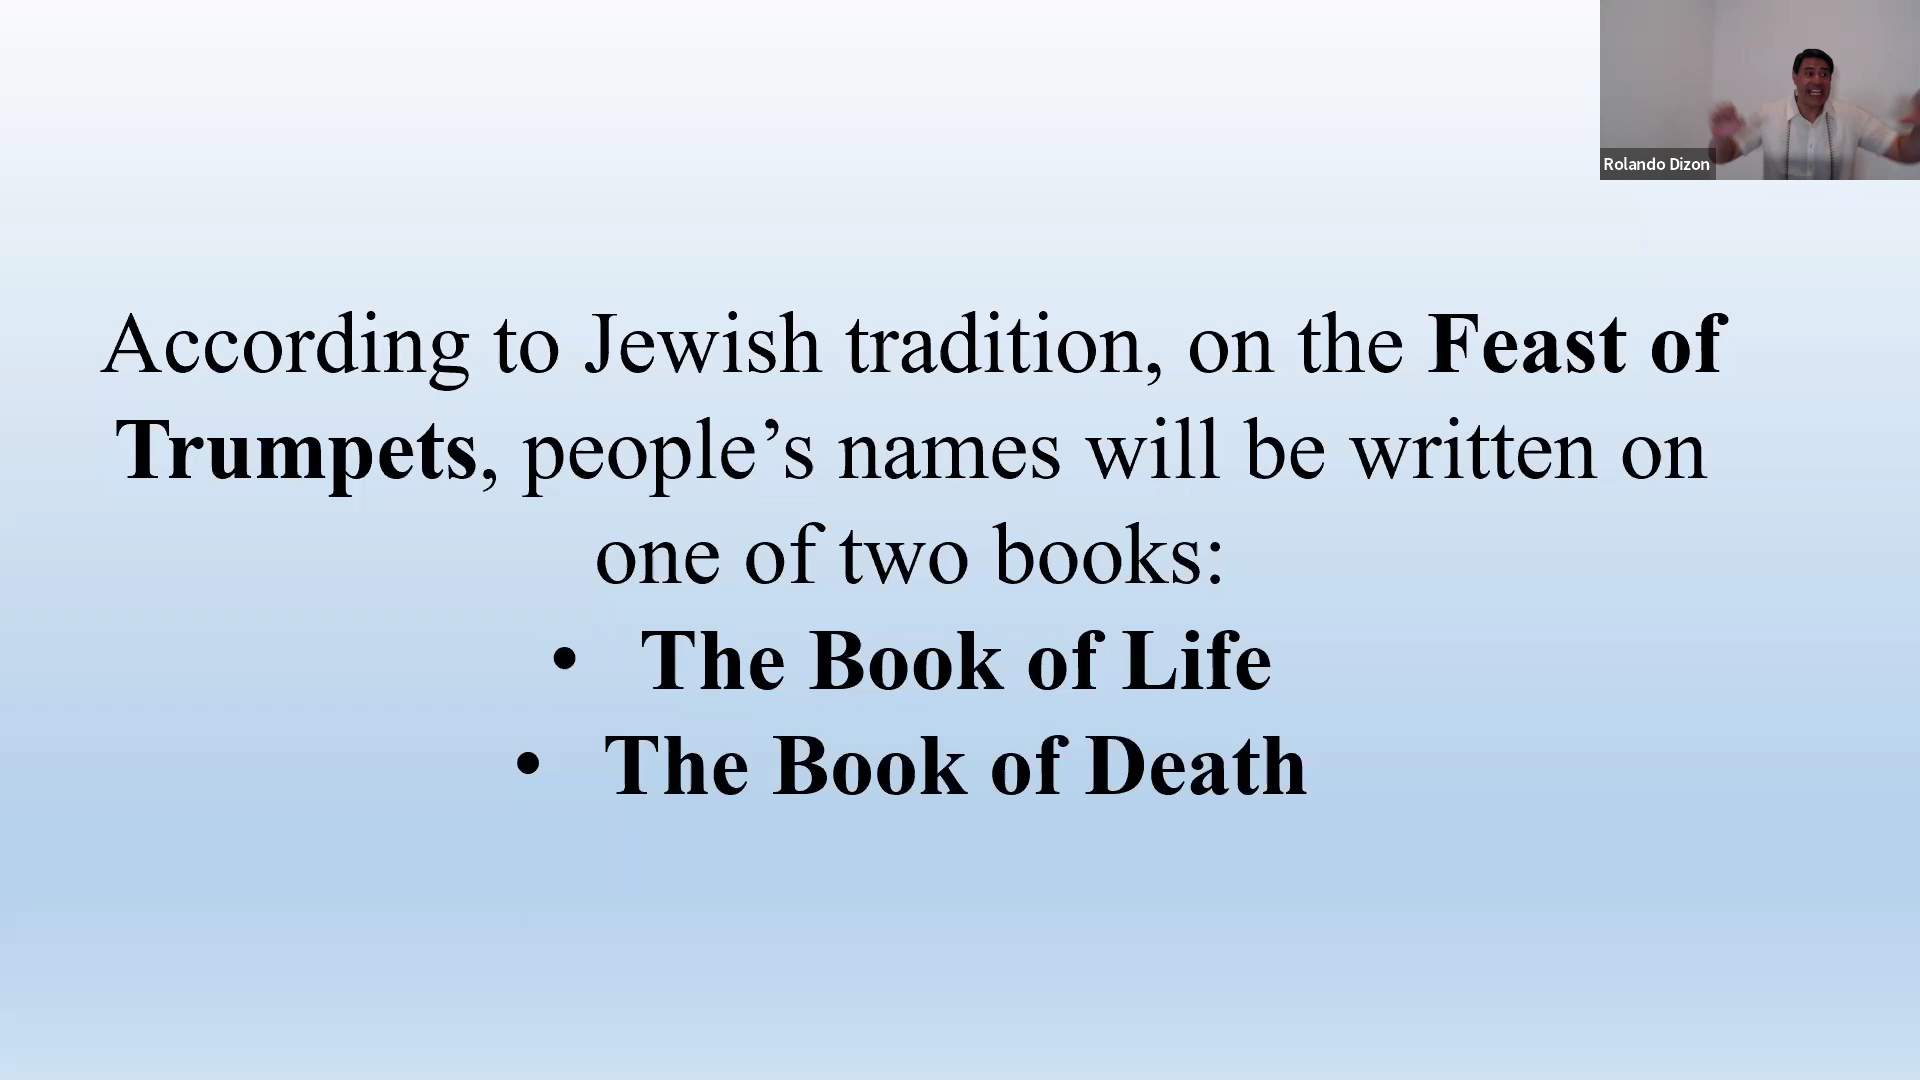 Rolando Dizon
According to Jewish tradition, on the Feast of
Trumpets, people’s names will be written on
one of two books:
• The Book of Life
• The Book of Death